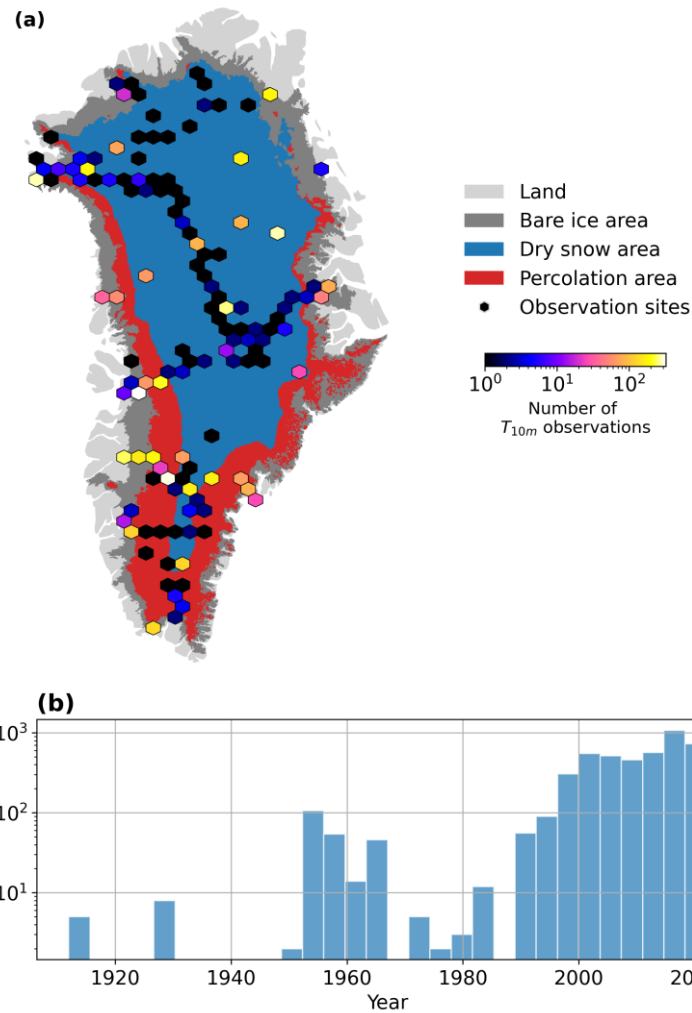 (a)
Land
Bare ice area
Dry snow area
Percolation area
Observation sites
10⁰ 10¹ 10²
Number of
T₁₀ₘ observations
(b)
10³
10²
10¹
1920 1940 1960 1980 2000
Year